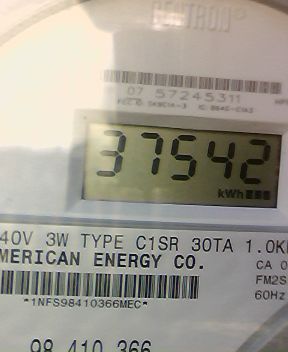 CENTRON
07 57245311
37542
kWh
40V 3W TYPE C1SR 30TA 1.0K
MERICAN ENERGY CO.
CA 0
FM2S
60Hz
*1NFS98410366MEC*
98 410 366